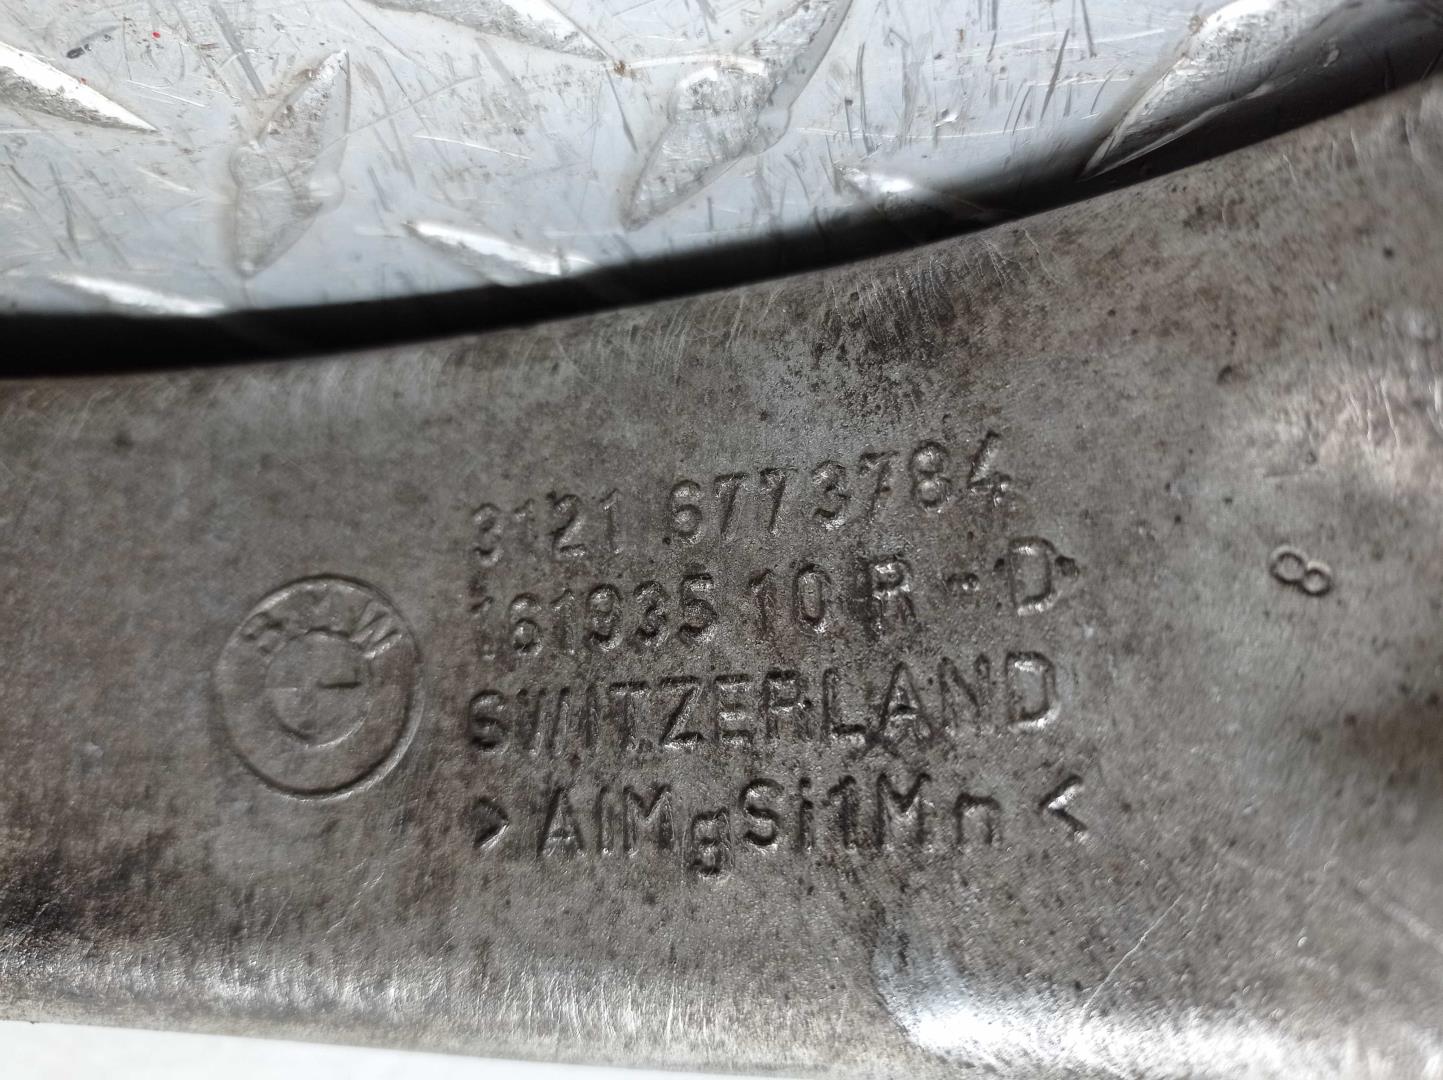 3121 6773784
161935 10 R - D
SWITZERLAND
>AlMgSi1Mn<
BMW
8